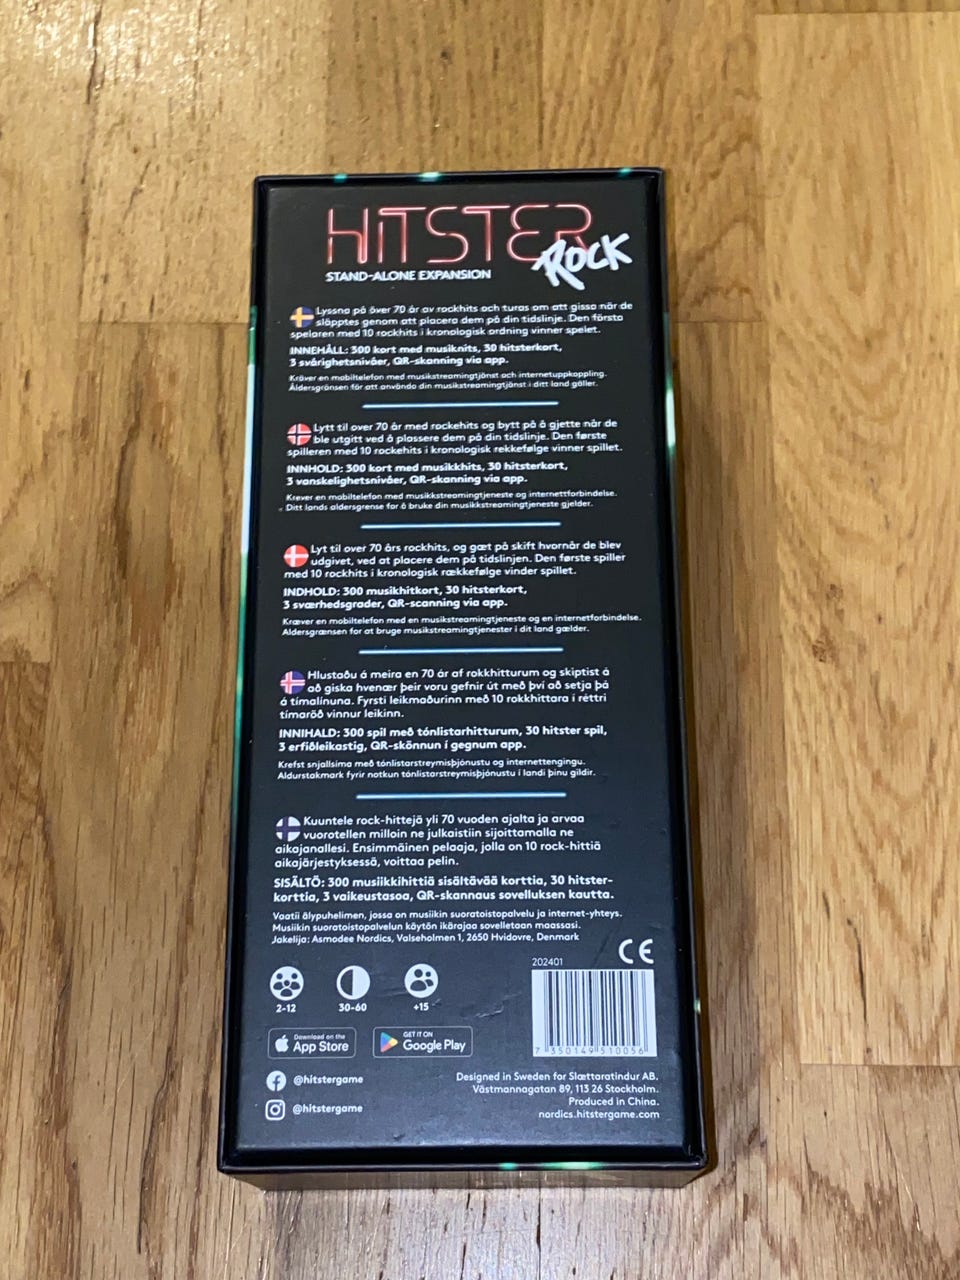 HITSTER
ROCK
STAND-ALONE EXPANSION
Lyssna på över 70 år av rockhits och turas om att gissa när de
släpptes genom att placera dem på din tidslinje. Den första
spelaren med 10 rockhits i kronologisk ordning vinner spelet.
INNEHÅLL: 300 kort med musikhits, 30 hitsterkort,
3 svårighetsnivåer, QR-skanning via app.
Kräver en mobiltelefon med musikstreamingtjänst och internetuppkoppling.
Åldersgränsen för att använda din musikstreamingtjänst i ditt land gäller.
Lytt til over 70 år med rockehits og bytt på å gjette når de
ble utgitt ved å plassere dem på din tidslinje. Den første
spilleren med 10 rockehits i kronologisk rekkefølge vinner spillet.
INNHOLD: 300 kort med musikkhits, 30 hitsterkort,
3 vanskelighetsnivåer, QR-skanning via app.
Krever en mobiltelefon med musikkstreamingtjeneste og internettforbindelse.
Ditt lands aldersgrense for å bruke din musikkstreamingtjeneste gjelder.
Lyt til over 70 års rockhits, og gæt på skift hvornår de blev
udgivet, ved at placere dem på tidslinjen. Den første spiller
med 10 rockhits i kronologisk rækkefølge vinder spillet.
INDHOLD: 300 musikhitkort, 30 hitsterkort,
3 sværhedsgrader, QR-scanning via app.
Kræver en mobiltelefon med en musikstreamingtjeneste og en internetforbindelse.
Aldersgrænsen for at bruge musikstreamingtjenester i dit land gælder.
Hlustaðu á meira en 70 ár af rokkhitturum og skiptist á
að giska hvenær þeir voru gefnir út með því að setja þá
á tímalínuna. Fyrsti leikmaðurinn með 10 rokkhittara í réttri
tímaröð vinnur leikinn.
INNIHALD: 300 spil með tónlistarhitturum, 30 hitster spil,
3 erfiðleikastig, QR-skönnun í gegnum app.
Krefst snjallsíma með tónlistarstreymisþjónustu og internettengingu.
Aldurstakmark fyrir notkun tónlistarstreymisþjónustu í landi þínu gildir.
Kuuntele rock-hittejä yli 70 vuoden ajalta ja arvaa
vuorotellen milloin ne julkaistiin sijoittamalla ne
aikajanallesi. Ensimmäinen pelaaja, jolla on 10 rock-hittiä
aikajärjestyksessä, voittaa pelin.
SISÄLTÖ: 300 musiikkihittiä sisältävää korttia, 30 hitster-
korttia, 3 vaikeustasoa, QR-skannaus sovelluksen kautta.
Vaatii älypuhelimen, jossa on musiikin suoratoistopalvelu ja internet-yhteys.
Musiikin suoratoistopalvelun käytön ikärajaa sovelletaan maassasi.
Jakelija: Asmodee Nordics, Valseholmen 1, 2650 Hvidovre, Denmark
CE
202401
2-12
30-60
+15
7 350149 510056
Download on the
App Store
GET IT ON
Google Play
@hitstergame
@hitstergame
Designed in Sweden for Slættaratindur AB.
Västmannagatan 89, 113 26 Stockholm.
Produced in China.
nordics.hitstergame.com